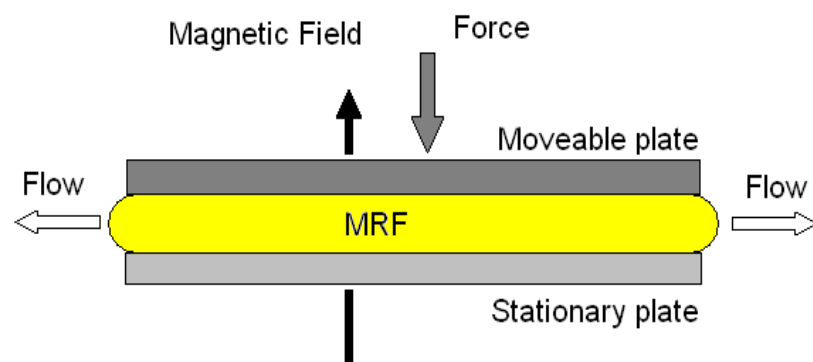 Magnetic Field
Force
Moveable plate
Flow
Flow
MRF
Stationary plate